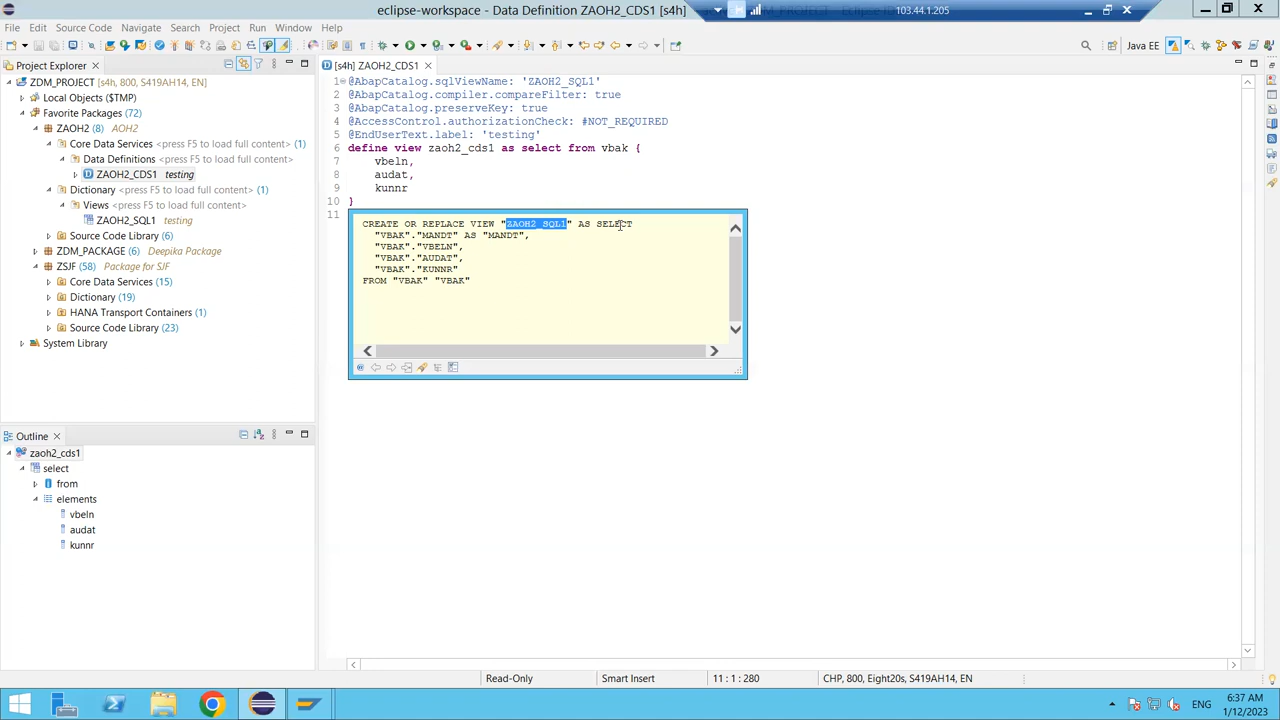 eclipse-workspace - Data Definition ZAOH2_CDS1 [s4h]
103.44.1.205
File Edit Source Code Navigate Search Project Run Window Help
Java EE
Project Explorer
ZDM_PROJECT [s4h, 800, S419AH14, EN]
Local Objects ($TMP)
Favorite Packages (72)
ZAOH2 (8) AOH2
Core Data Services <press F5 to load full content> (1)
Data Definitions <press F5 to load full content>
ZAOH2_CDS1 testing
Dictionary <press F5 to load full content> (1)
Views <press F5 to load full content>
ZAOH2_SQL1 testing
Source Code Library (6)
ZDM_PACKAGE (6) ZDM Package
ZSJF (58) Package for SJF
Core Data Services (15)
Dictionary (19)
HANA Transport Containers (1)
Source Code Library (23)
System Library
[s4h] ZAOH2_CDS1
1 @AbapCatalog.sqlViewName: 'ZAOH2_SQL1'
2 @AbapCatalog.compiler.compareFilter: true
3 @AbapCatalog.preserveKey: true
4 @AccessControl.authorizationCheck: #NOT_REQUIRED
5 @EndUserText.label: 'testing'
6 define view zaoh2_cds1 as select from vbak {
7 vbeln,
8 audat,
9 kunnr
10 }
11
CREATE OR REPLACE VIEW "ZAOH2_SQL1" AS SELECT
"VBAK"."MANDT" AS "MANDT",
"VBAK"."VBELN",
"VBAK"."AUDAT",
"VBAK"."KUNNR"
FROM "VBAK" "VBAK"
Outline
zaoh2_cds1
select
from
elements
vbeln
audat
kunnr
Read-Only
Smart Insert
11 : 1 : 280
CHP, 800, Eight20s, S419AH14, EN
ENG
6:37 AM
1/12/2023